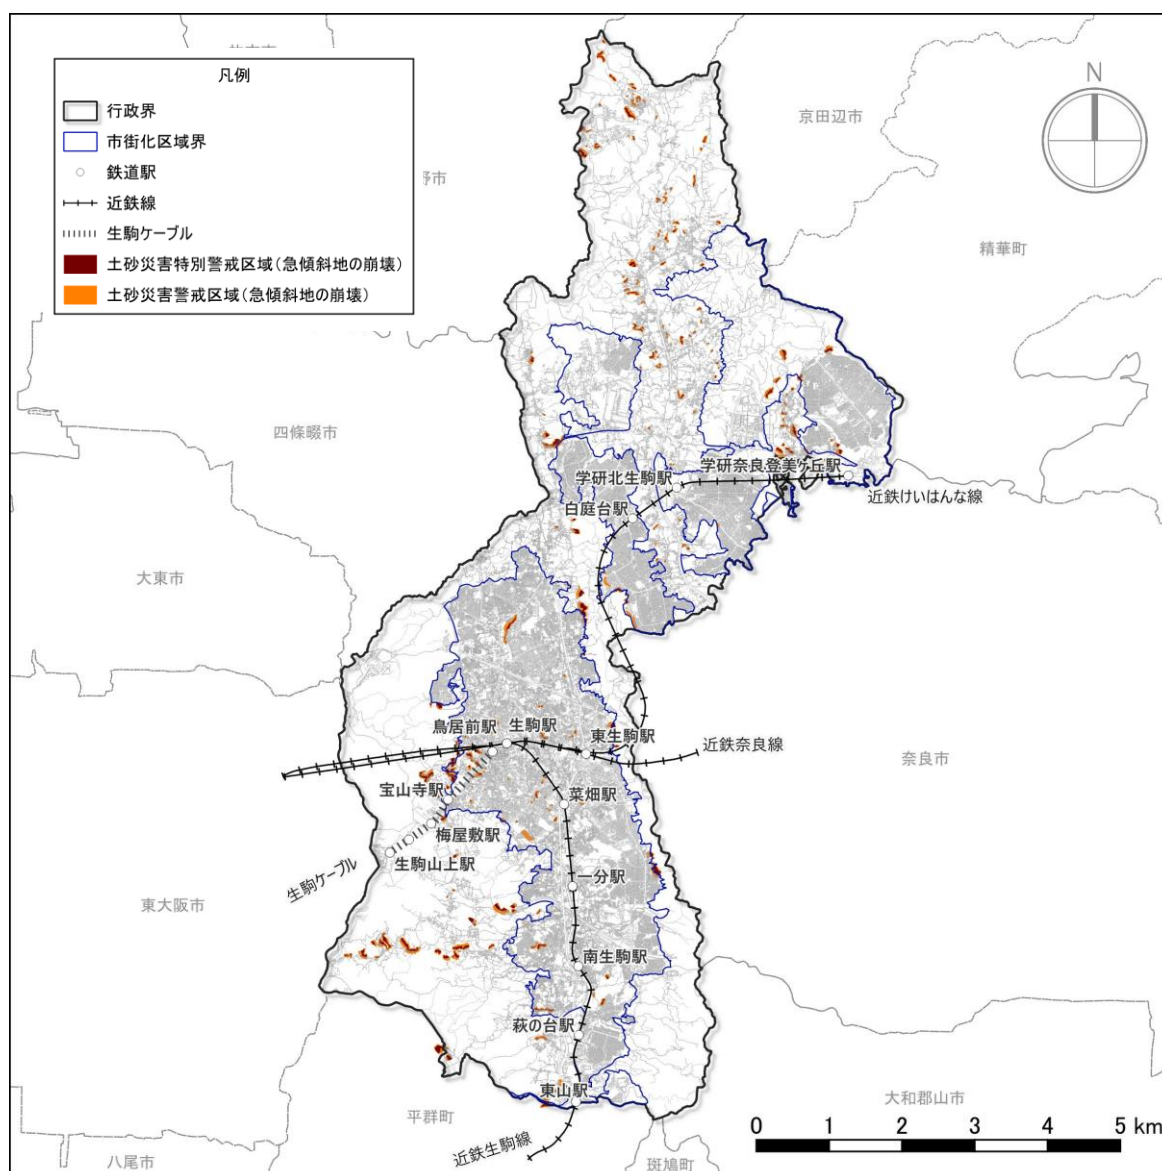 凡例
行政界
市街化区域界
鉄道駅
近鉄線
生駒ケーブル
土砂災害特別警戒区域(急傾斜地の崩壊)
土砂災害警戒区域(急傾斜地の崩壊)
N
京田辺市
野市
精華町
四條畷市
学研北生駒駅
学研奈良登美ケ丘駅
近鉄けいはんな線
白庭台駅
大東市
鳥居前駅
生駒駅
東生駒駅
近鉄奈良線
奈良市
宝山寺駅
菜畑駅
梅屋敷駅
生駒山上駅
生駒ケーブル
一分駅
東大阪市
南生駒駅
萩の台駅
東山駅
平群町
大和郡山市
近鉄生駒線
八尾市
斑鳩町
0 1 2 3 4 5 km